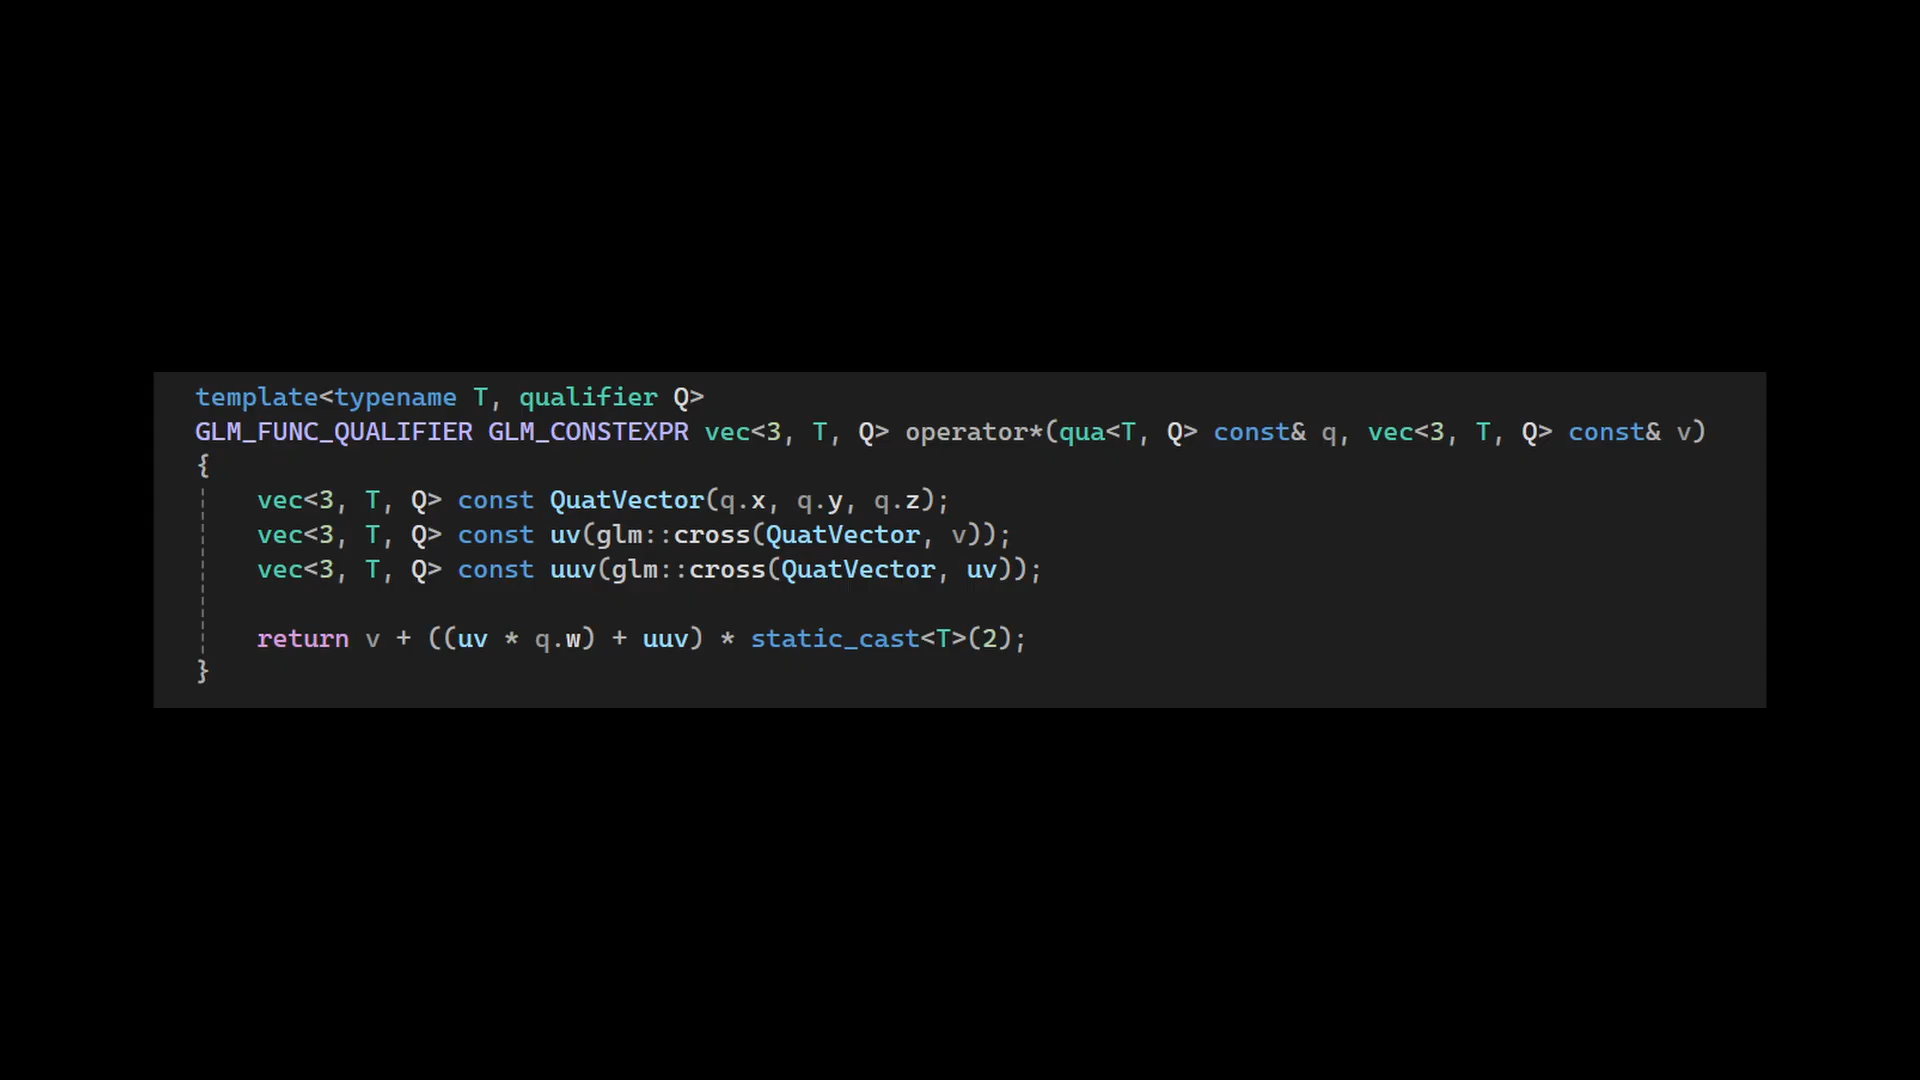 template<typename T, qualifier Q>
GLM_FUNC_QUALIFIER GLM_CONSTEXPR vec<3, T, Q> operator*(qua<T, Q> const& q, vec<3, T, Q> const& v)
{
    vec<3, T, Q> const QuatVector(q.x, q.y, q.z);
    vec<3, T, Q> const uv(glm::cross(QuatVector, v));
    vec<3, T, Q> const uuv(glm::cross(QuatVector, uv));
    return v + ((uv * q.w) + uuv) * static_cast<T>(2);
}